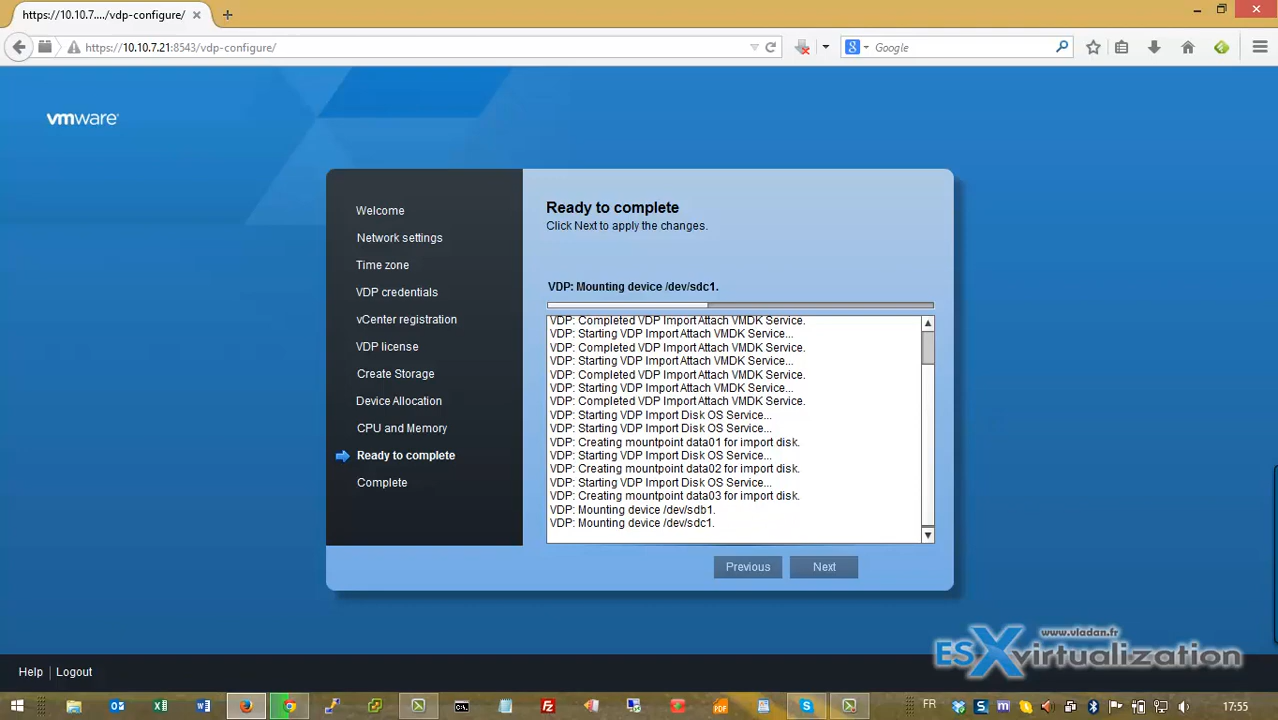 https://10.10.7..../vdp-configure/
https://10.10.7.21:8543/vdp-configure/
Google
vmware
Welcome
Network settings
Time zone
VDP credentials
vCenter registration
VDP license
Create Storage
Device Allocation
CPU and Memory
Ready to complete
Complete
Ready to complete
Click Next to apply the changes.
VDP: Mounting device /dev/sdc1.
VDP: Completed VDP Import Attach VMDK Service.
VDP: Starting VDP Import Attach VMDK Service...
VDP: Completed VDP Import Attach VMDK Service.
VDP: Starting VDP Import Attach VMDK Service...
VDP: Completed VDP Import Attach VMDK Service.
VDP: Starting VDP Import Attach VMDK Service...
VDP: Completed VDP Import Attach VMDK Service.
VDP: Starting VDP Import Disk OS Service...
VDP: Starting VDP Import Disk OS Service...
VDP: Creating mountpoint data01 for import disk.
VDP: Starting VDP Import Disk OS Service...
VDP: Creating mountpoint data02 for import disk.
VDP: Starting VDP Import Disk OS Service...
VDP: Creating mountpoint data03 for import disk.
VDP: Mounting device /dev/sdb1.
VDP: Mounting device /dev/sdc1.
Previous
Next
www.vladan.fr
ESXvirtualization
Help
Logout
FR
17:55